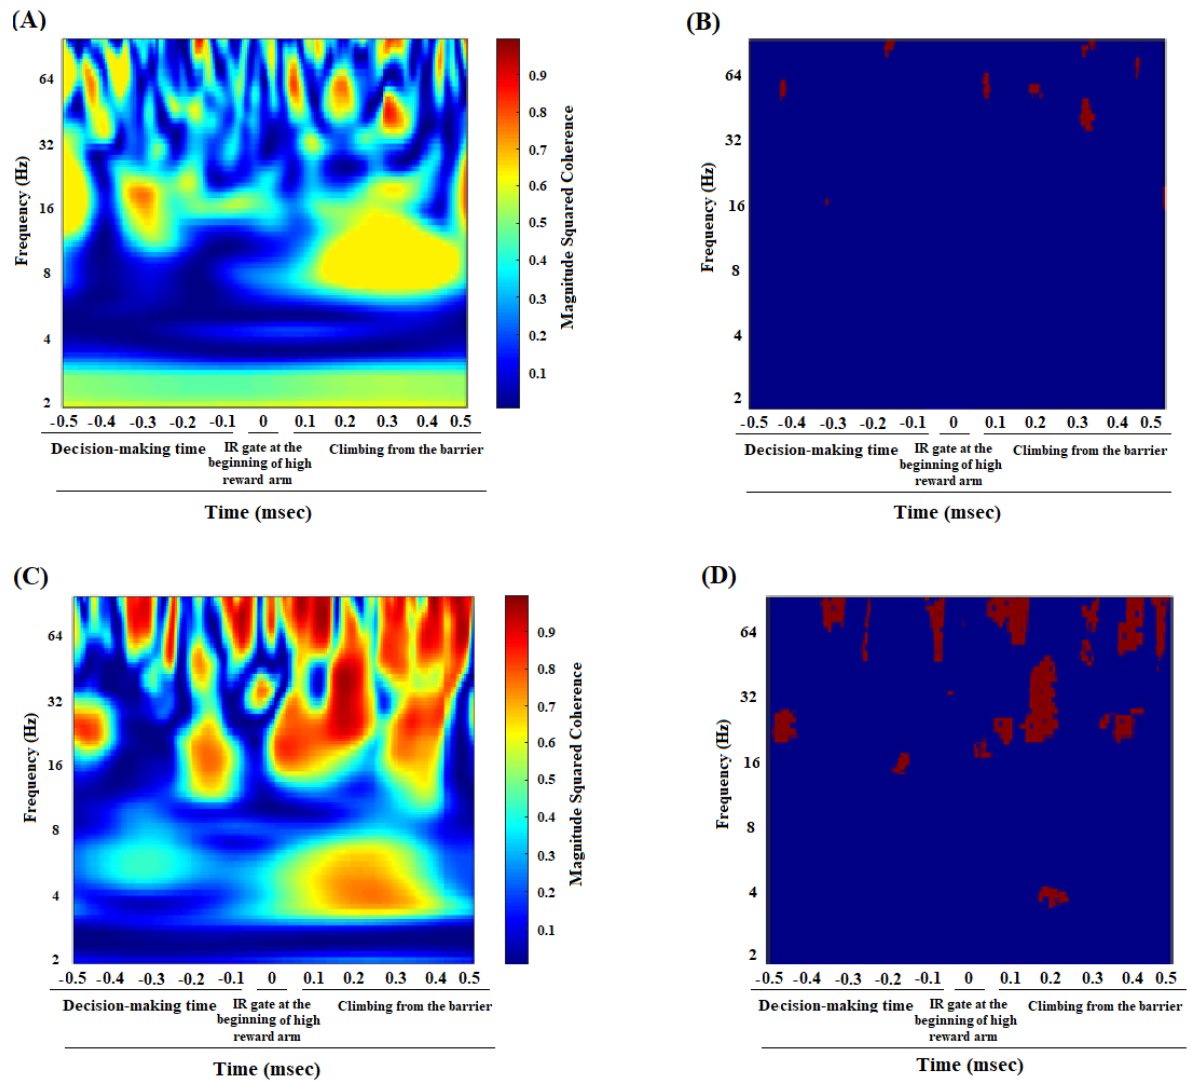 (A)
64
32
16
8
4
2
Frequency (Hz)
0.9
0.8
0.7
0.6
0.5
0.4
0.3
0.2
0.1
Magnitude Squared Coherence
-0.5 -0.4 -0.3 -0.2 -0.1 0 0.1 0.2 0.3 0.4 0.5
Decision-making time
IR gate at the
beginning of high
reward arm
Climbing from the barrier
Time (msec)
(B)
64
32
16
8
4
2
Frequency (Hz)
-0.5 -0.4 -0.3 -0.2 -0.1 0 0.1 0.2 0.3 0.4 0.5
Decision-making time
IR gate at the
beginning of high
reward arm
Climbing from the barrier
Time (msec)
(C)
64
32
16
8
4
2
Frequency (Hz)
0.9
0.8
0.7
0.6
0.5
0.4
0.3
0.2
0.1
Magnitude Squared Coherence
-0.5 -0.4 -0.3 -0.2 -0.1 0 0.1 0.2 0.3 0.4 0.5
Decision-making time
IR gate at the
beginning of high
reward arm
Climbing from the barrier
Time (msec)
(D)
64
32
16
8
4
2
Frequency (Hz)
-0.5 -0.4 -0.3 -0.2 -0.1 0 0.1 0.2 0.3 0.4 0.5
Decision-making time
IR gate at the
beginning of high
reward arm
Climbing from the barrier
Time (msec)